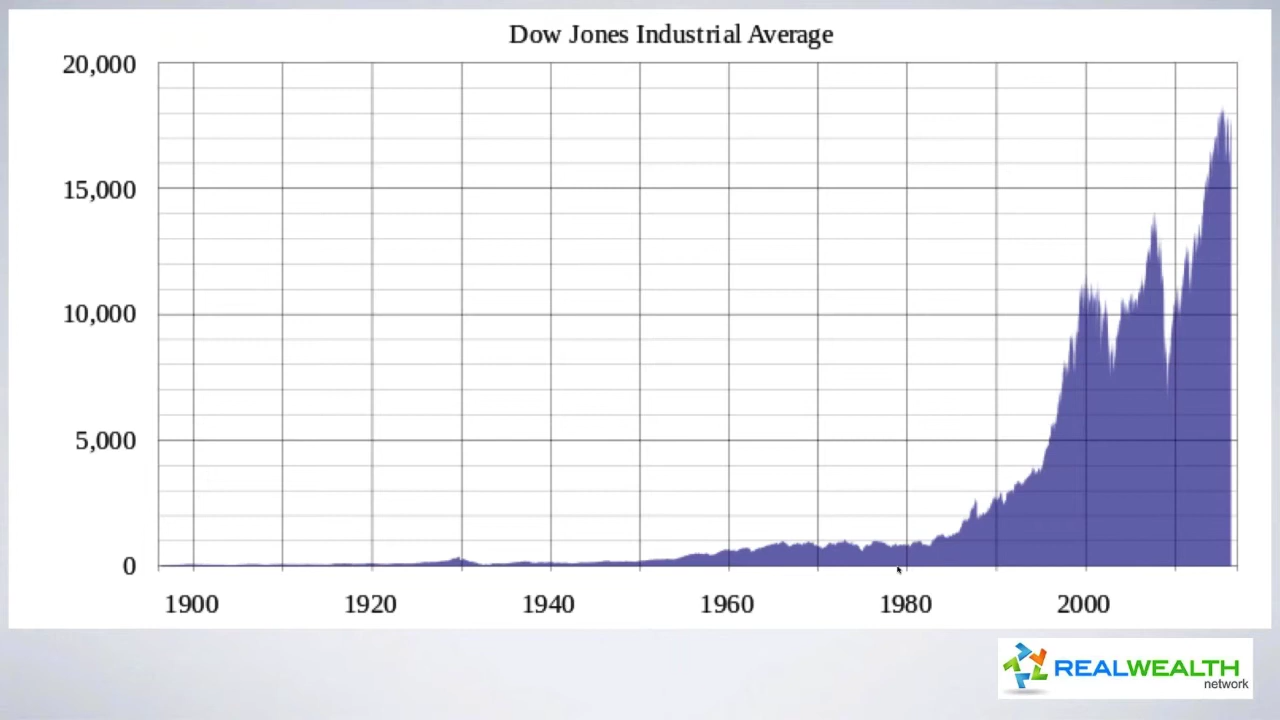 Dow Jones Industrial Average
20,000
15,000
10,000
5,000
0
1900 1920 1940 1960 1980 2000
REALWEALTH
network